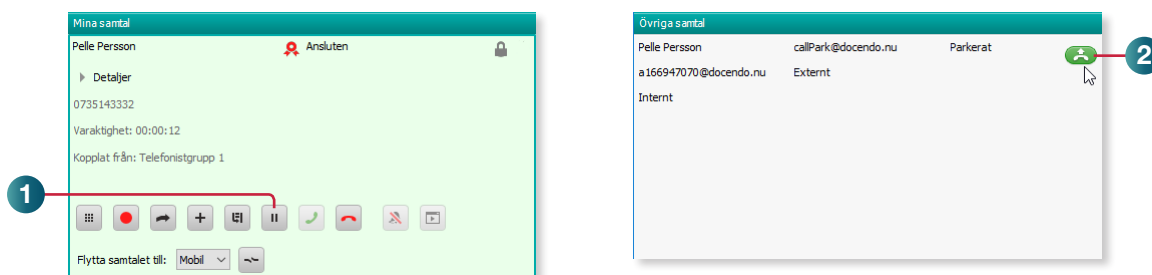 Mina samtal
Pelle Persson Ansluten
Detaljer
0735143332
Varaktighet: 00:00:12
Kopplat från: Telefonistgrupp 1
1
Flytta samtalet till: Mobil
Övriga samtal
Pelle Persson callPark@docendo.nu Parkerat
2
a166947070@docendo.nu Externt
Internt